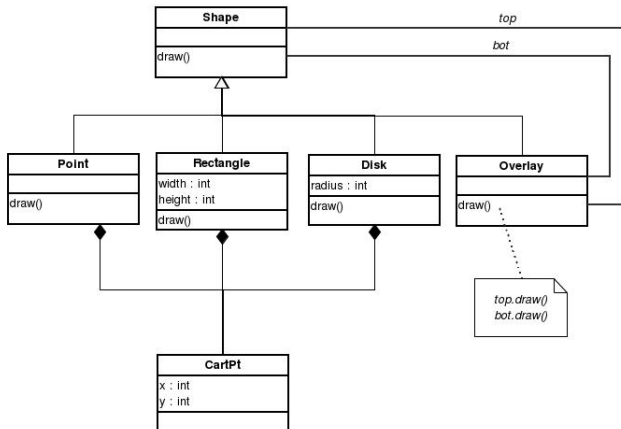 Shape
draw()
top
bot
Point
draw()
Rectangle
width : int
height : int
draw()
Disk
radius : int
draw()
Overlay
draw()
top.draw()
bot.draw()
CartPt
x : int
y : int